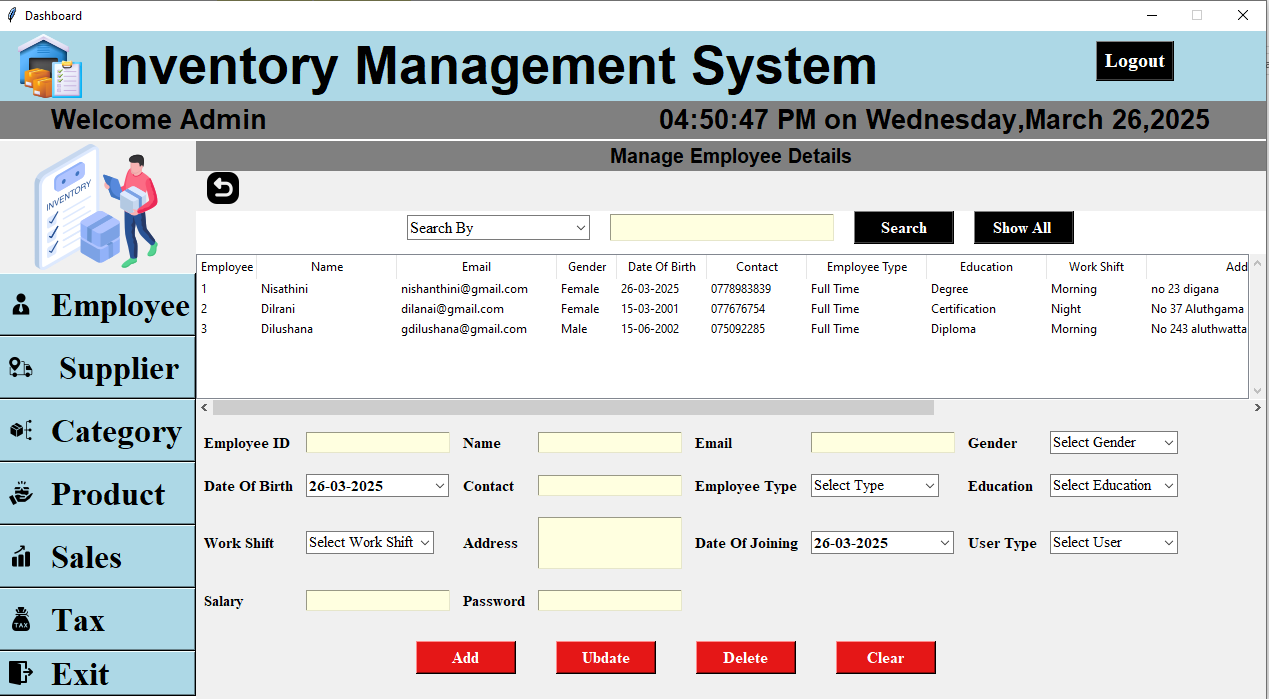 Dashboard
Inventory Management System
Logout
Welcome Admin
04:50:47 PM on Wednesday,March 26,2025
INVENTORY
Manage Employee Details
Search By
Search
Show All
Employee Name Email Gender Date Of Birth Contact Employee Type Education Work Shift Add
1 Nisathini nishanthini@gmail.com Female 26-03-2025 0778983839 Full Time Degree Morning no 23 digana
2 Dilrani dilanai@gmail.com Female 15-03-2001 077676754 Full Time Certification Night No 37 Aluthgama
3 Dilushana gdilushana@gmail.com Male 15-06-2002 075092285 Full Time Diploma Morning No 243 aluthwatta
Employee
Supplier
Category
Product
Sales
TAX
Tax
Exit
Employee ID Name Email Gender Select Gender
Date Of Birth 26-03-2025 Contact Employee Type Select Type Education Select Education
Work Shift Select Work Shift Address Date Of Joining 26-03-2025 User Type Select User
Salary Password
Add Ubdate Delete Clear